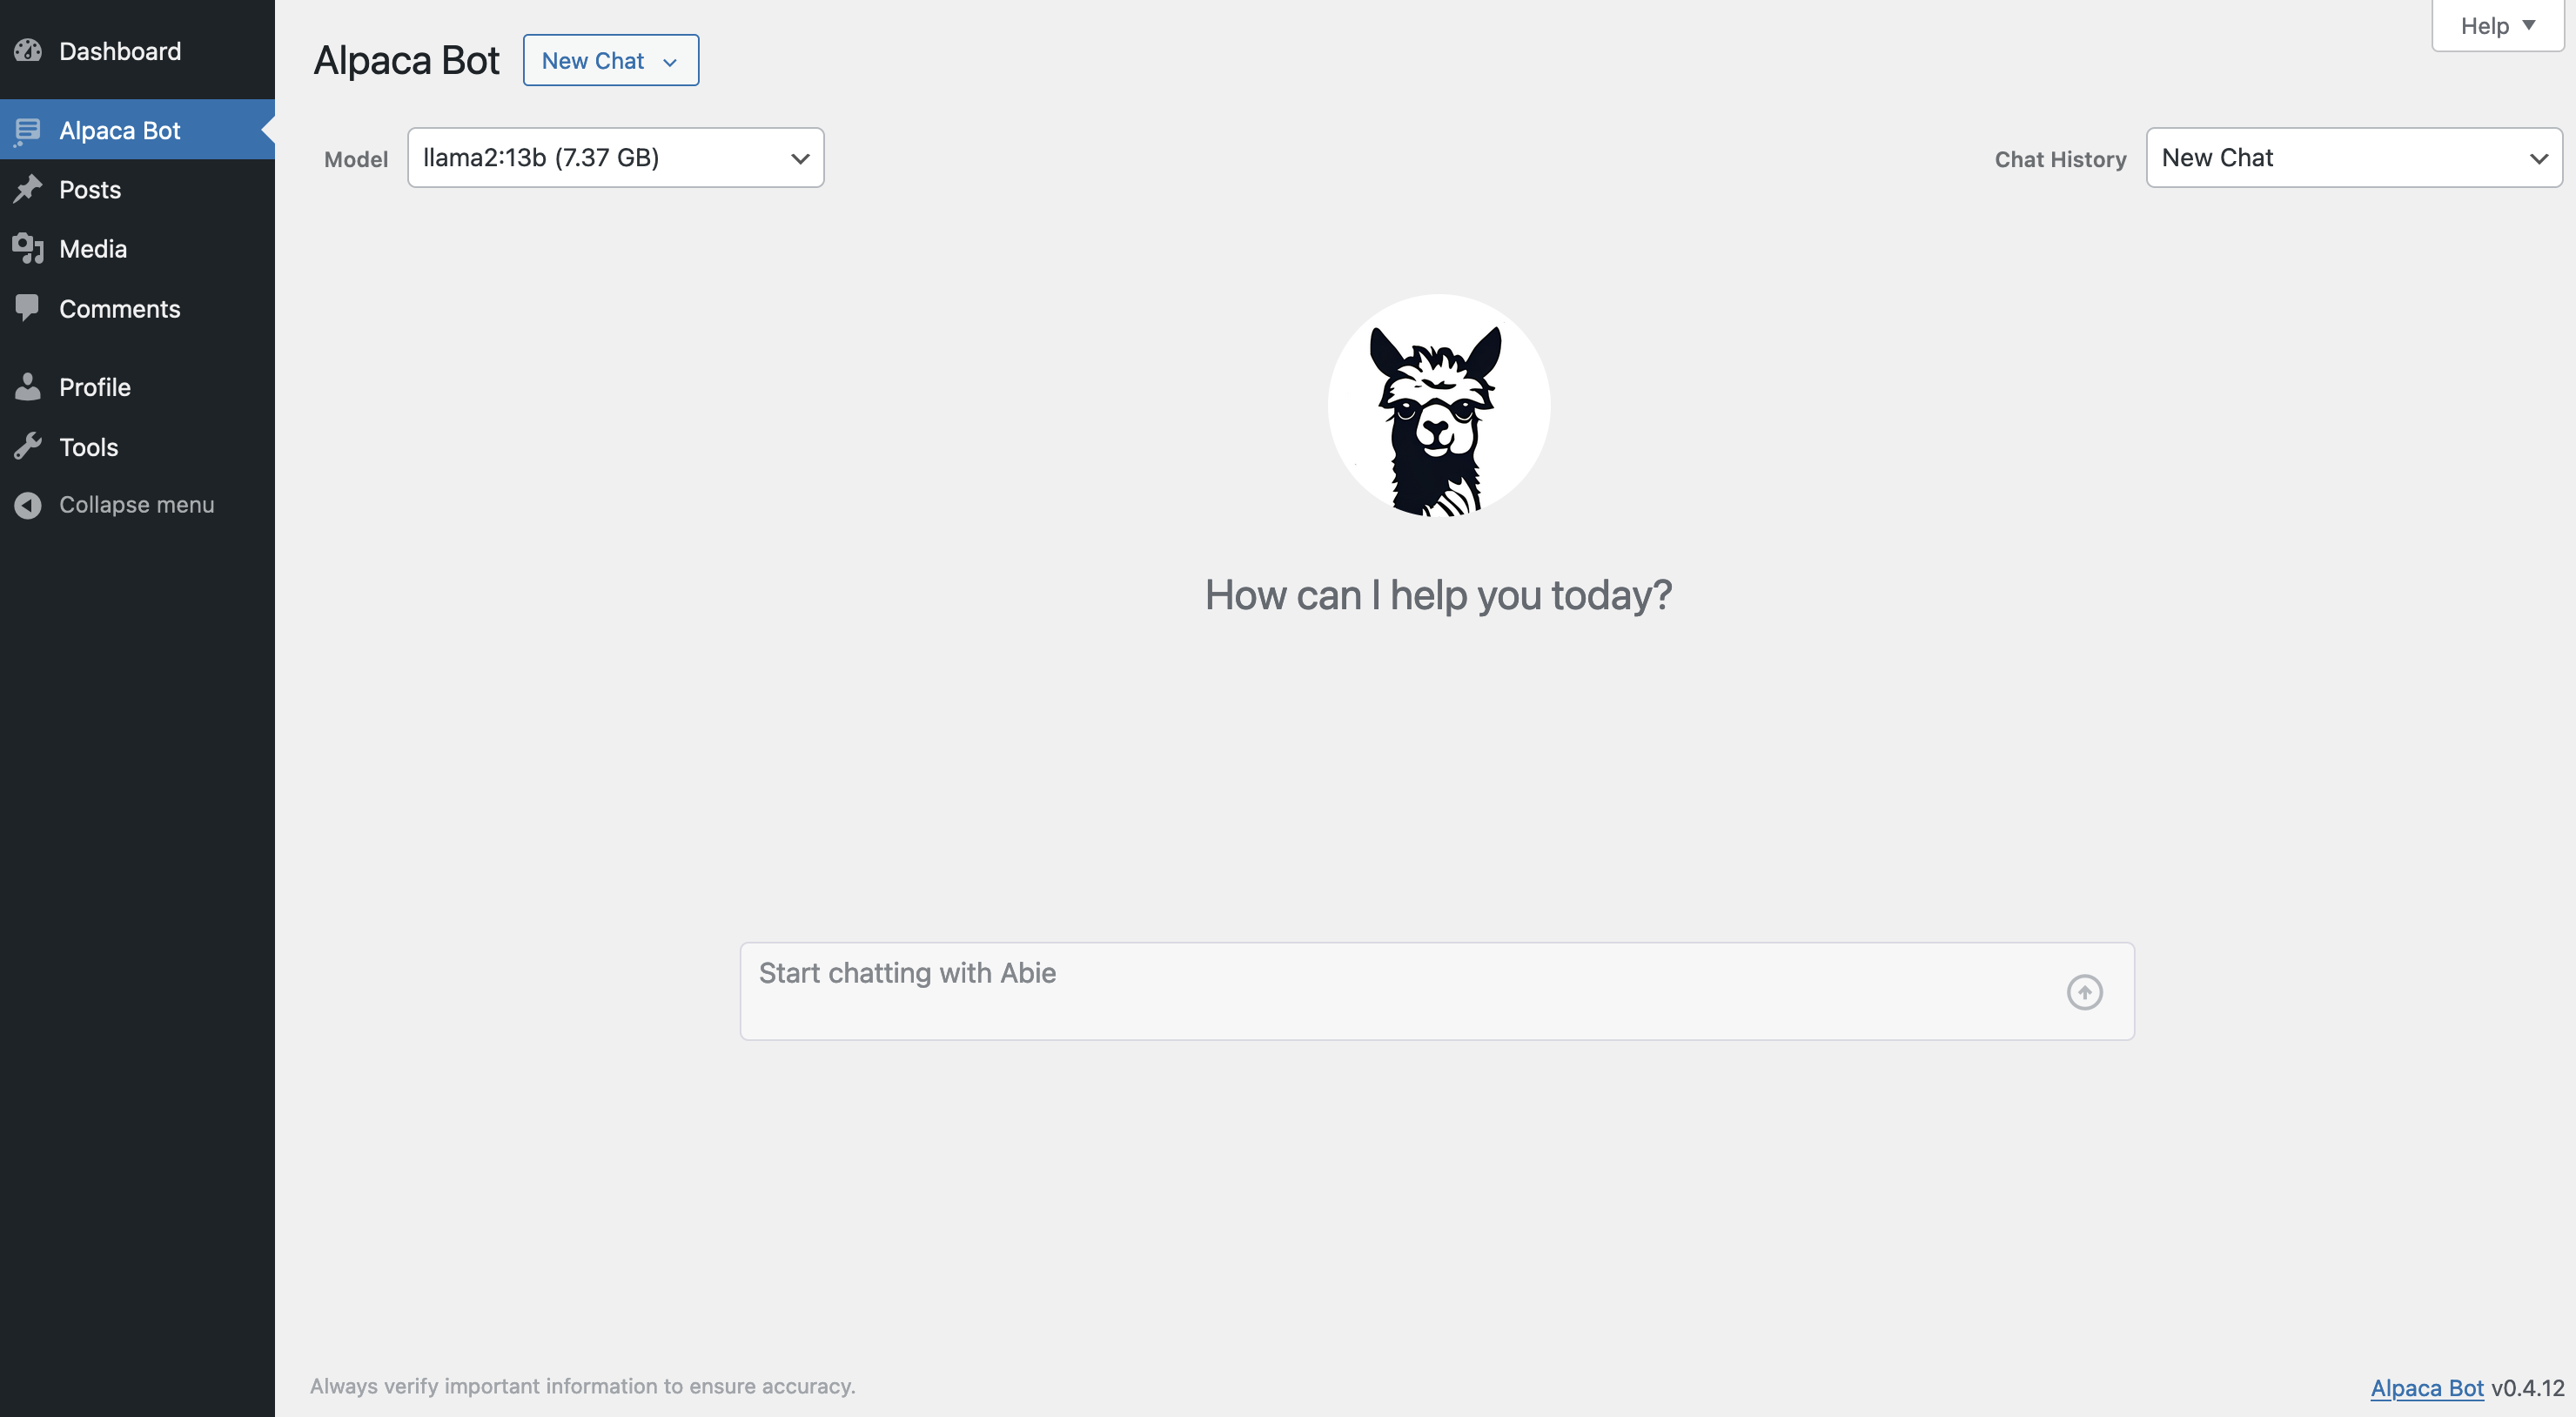 Dashboard
Alpaca Bot
Posts
Media
Comments
Profile
Tools
Collapse menu
Alpaca Bot
New Chat
Help
Model
llama2:13b (7.37 GB)
Chat History
New Chat
How can I help you today?
Start chatting with Abie
Always verify important information to ensure accuracy.
Alpaca Bot v0.4.12